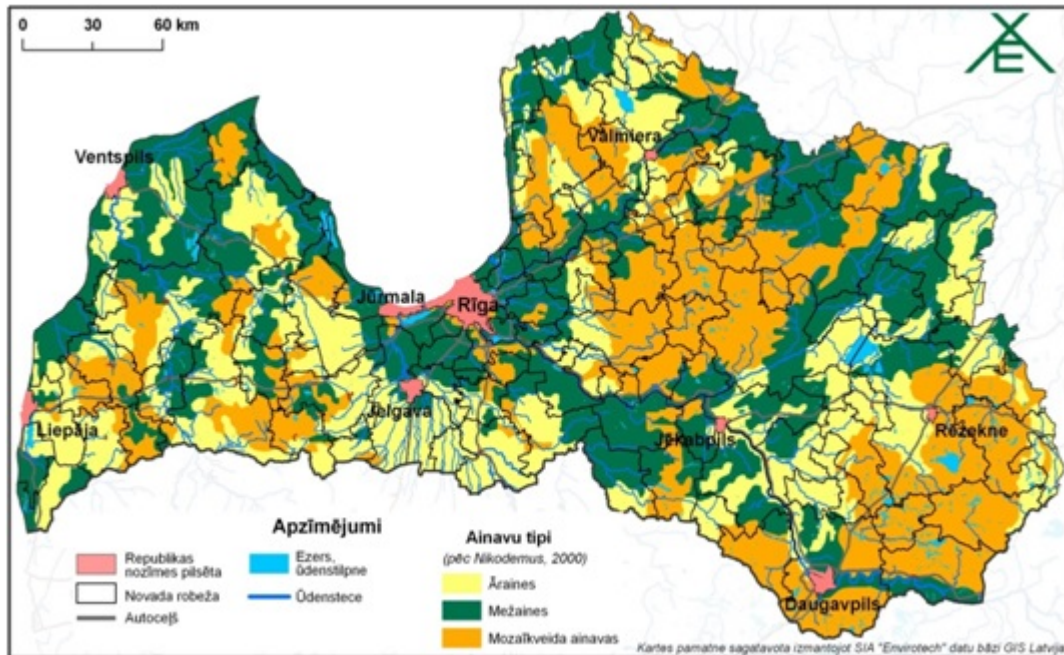 0 30 60 km
Ventspils
Valmiera
Jūrmala
Rīga
Jelgava
Liepāja
Jēkabpils
Rēzekne
Daugavpils
Apzīmējumi
Republikas
nozīmes pilsēta
Novada robeža
Autoceļš
Ezers,
ūdenstilpne
Ūdenstece
Ainavu tipi
(pēc Nikodemus, 2000)
Āraines
Mežaines
Mozaīkveida ainavas
Kartes pamatne sagatavota izmantojot SIA "Envirotech" datu bāzi GIS Latvija